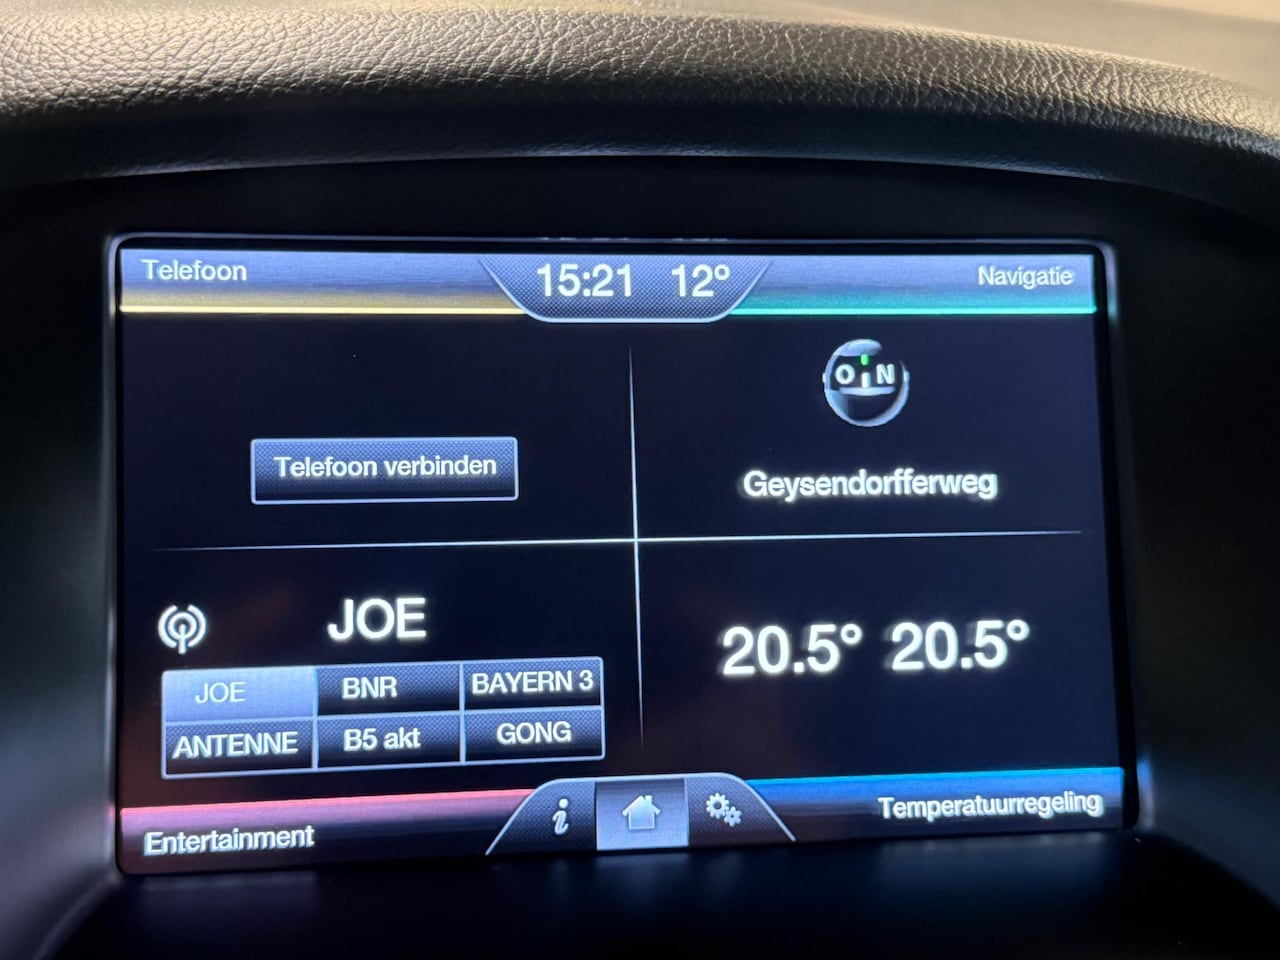 Telefoon
15:21 12°
Navigatie
O N
Telefoon verbinden
Geysendorfferweg
JOE
JOE BNR BAYERN 3
ANTENNE B5 akt GONG
20.5° 20.5°
Entertainment
i
Temperatuurregeling